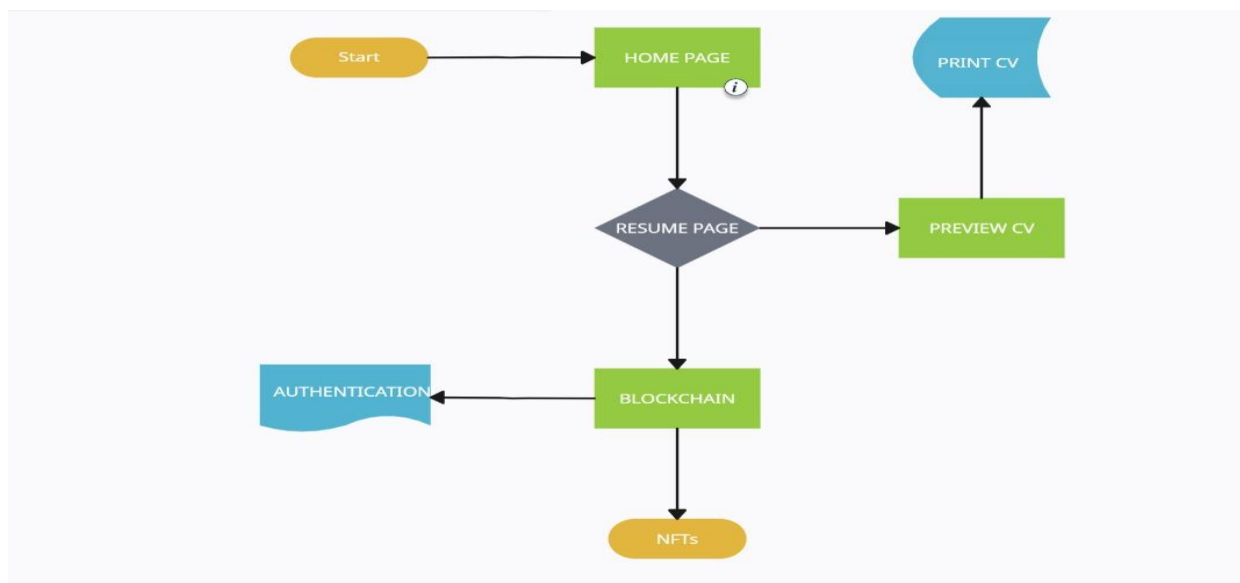 Start
HOME PAGE
i
PRINT CV
RESUME PAGE
PREVIEW CV
AUTHENTICATION
BLOCKCHAIN
NFTs